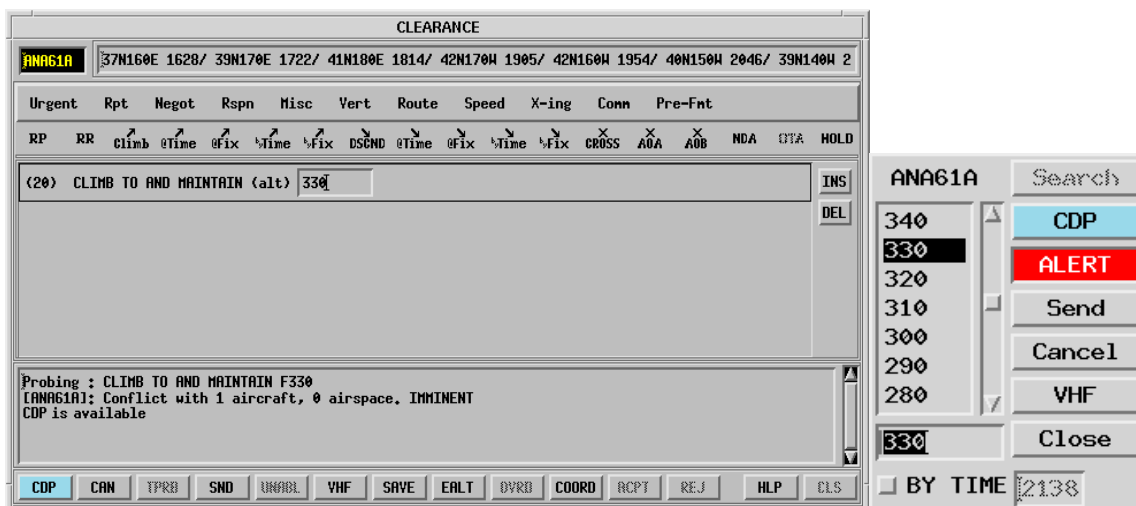 CLEARANCE
ANA61A 37N160E 1628/ 39N170E 1722/ 41N180E 1814/ 42N170W 1905/ 42N160W 1954/ 40N150W 2046/ 39N140W 2
Urgent Rpt Negot Rspn Misc Vert Route Speed X-ing Comm Pre-Fmt
RP RR Climb @Time @Fix %Time %Fix DSCND @Time @Fix %Time %Fix CROSS AOA AOB NDA OTA HOLD
(20) CLIMB TO AND MAINTAIN (alt) 330 INS
DEL
Probing : CLIMB TO AND MAINTAIN F330
[ANA61A]: Conflict with 1 aircraft, 0 airspace. IMMINENT
CDP is available
CDP CAN TPRB SND UNABL VHF SAVE EALT OVRD COORD ACPT REJ HLP CLS
ANA61A Search
340 CDP
330
ALERT
320
310 Send
300
Cancel
290
280 VHF
330 Close
BY TIME 2138